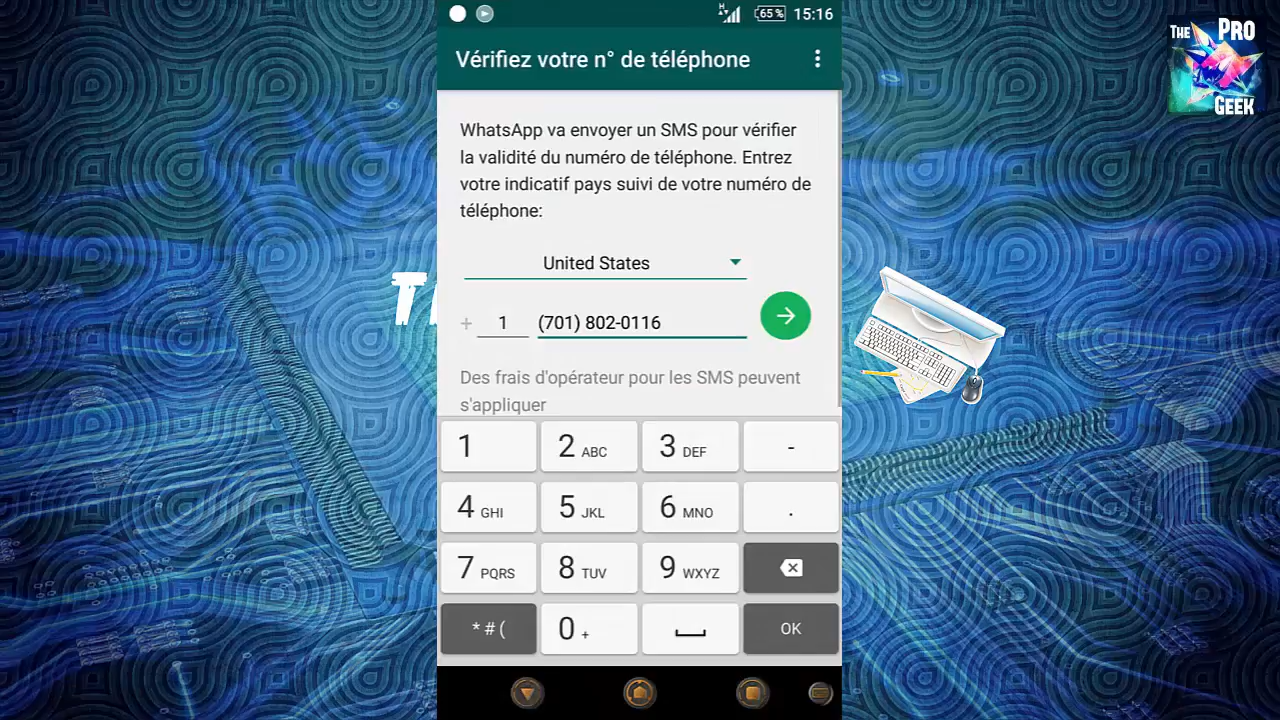 H
65 %
15:16
THE PRO
GEEK
Vérifiez votre n° de téléphone
WhatsApp va envoyer un SMS pour vérifier
la validité du numéro de téléphone. Entrez
votre indicatif pays suivi de votre numéro de
téléphone:
United States
+ 1 (701) 802-0116
Des frais d'opérateur pour les SMS peuvent
s'appliquer
1 2 ABC 3 DEF -
4 GHI 5 JKL 6 MNO .
7 PQRS 8 TUV 9 WXYZ
* # ( 0 + OK